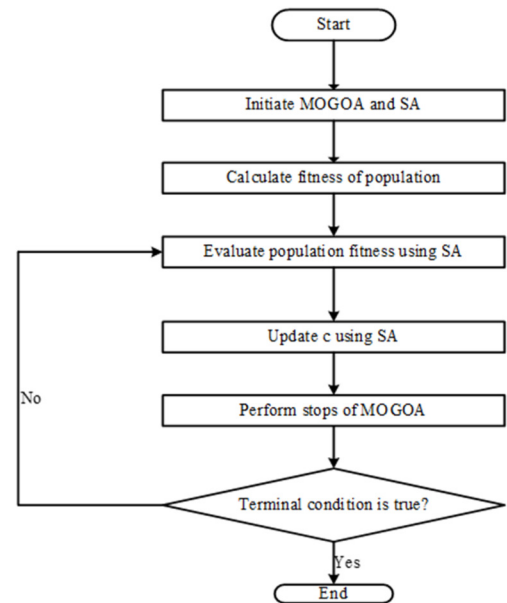 Start
Initiate MOGOA and SA
Calculate fitness of population
Evaluate population fitness using SA
Update c using SA
Perform stops of MOGOA
No
Terminal condition is true?
Yes
End